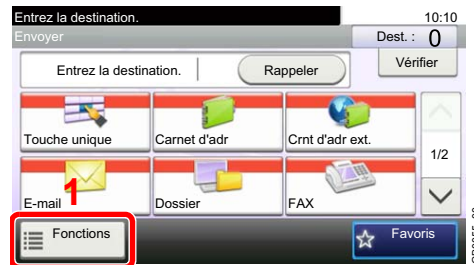 Entrez la destination.
10:10
Envoyer
Dest. : 0
Entrez la destination.
Rappeler
Vérifier
Touche unique
Carnet d'adr
Crnt d'adr ext.
1/2
E-mail
Dossier
FAX
1
Fonctions
Favoris